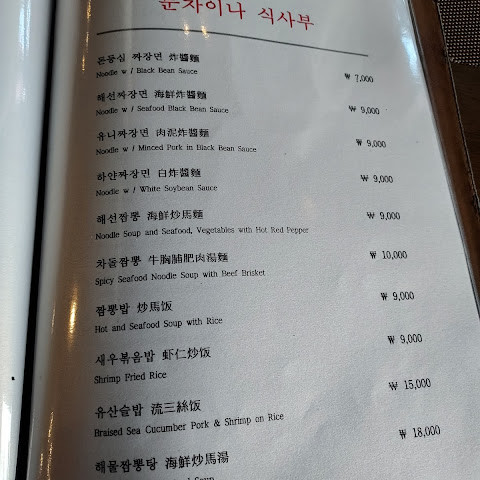 차이나 식사부
돈등심 짜장면 炸醬麵
Noodle w / Black Bean Sauce
₩ 7,000
해선짜장면 海鮮炸醬麵
Noodle w / Seafood Black Bean Sauce
₩ 9,000
유니짜장면 肉泥炸醬麵
Noodle w / Minced Pork in Black Bean Sauce
₩ 9,000
하얀짜장면 白炸醬麵
Noodle w / White Soybean Sauce
₩ 9,000
해선짬뽕 海鮮炒馬麵
Noodle Soup and Seafood, Vegetables with Hot Red Pepper
₩ 9,000
차돌짬뽕 牛胸脯肥肉湯麵
Spicy Seafood Noodle Soup with Beef Brisket
₩ 10,000
짬뽕밥 炒馬饭
Hot and Seafood Soup with Rice
₩ 9,000
새우볶음밥 虾仁炒饭
Shrimp Fried Rice
₩ 9,000
유산슬밥 流三絲饭
Braised Sea Cucumber Pork & Shrimp on Rice
₩ 15,000
해물짬뽕탕 海鮮炒馬湯
₩ 18,000